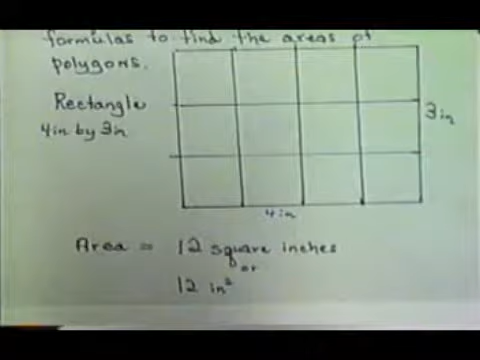 formulas to find the areas of
polygons.
Rectangle
4in by 3in
3in
4in
Area = 12 square inches
or
12 in²